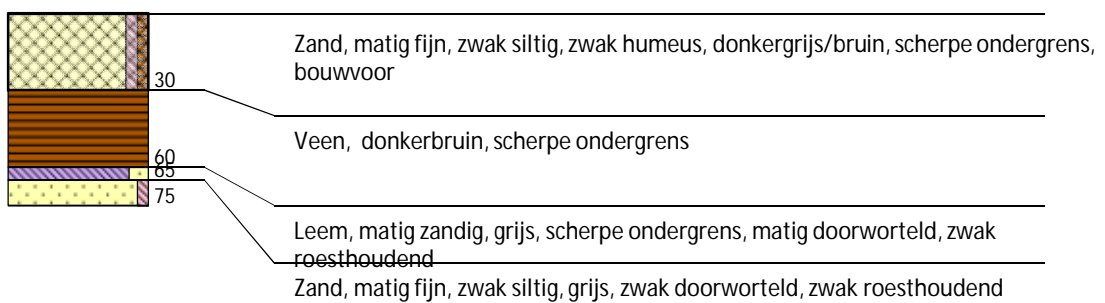 Zand, matig fijn, zwak siltig, zwak humeus, donkergrijs/bruin, scherpe ondergrens,
bouwvoor
30
Veen, donkerbruin, scherpe ondergrens
60
65
75
Leem, matig zandig, grijs, scherpe ondergrens, matig doorworteld, zwak
roesthoudend
Zand, matig fijn, zwak siltig, grijs, zwak doorworteld, zwak roesthoudend